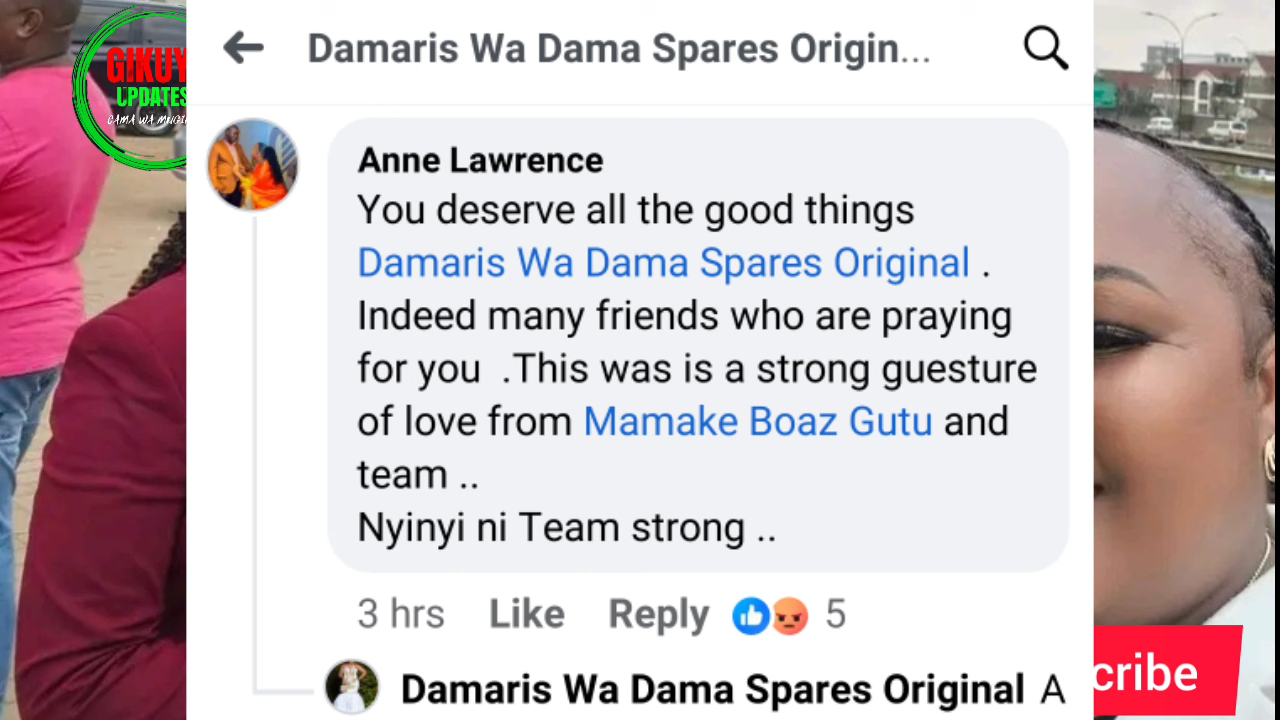 GIKUY
UPDATES
Damaris Wa Dama Spares Origin...
Anne Lawrence
You deserve all the good things
Damaris Wa Dama Spares Original .
Indeed many friends who are praying
for you .This was is a strong guesture
of love from Mamake Boaz Gutu and
team ..
Nyinyi ni Team strong ..
3 hrs Like Reply 5
Damaris Wa Dama Spares Original A
cribe